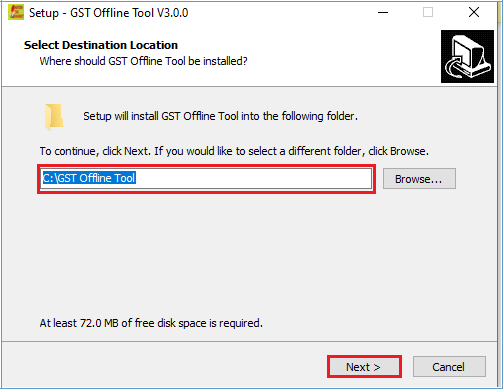 Setup - GST Offline Tool V3.0.0
Select Destination Location
Where should GST Offline Tool be installed?
Setup will install GST Offline Tool into the following folder.
To continue, click Next. If you would like to select a different folder, click Browse.
C:\GST Offline Tool
Browse...
At least 72.0 MB of free disk space is required.
Next >
Cancel